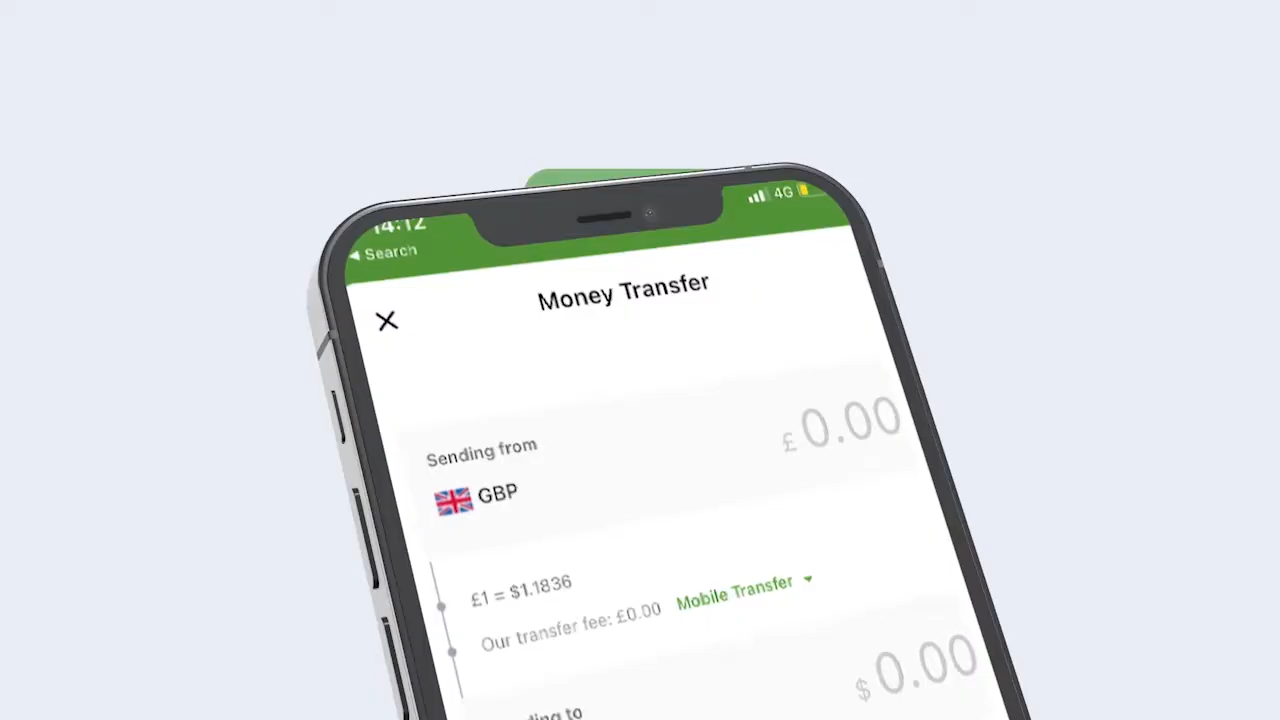 14:12
4G
◀ Search
Money Transfer
Sending from
£ 0.00
GBP
£1 = $1.1836
Our transfer fee: £0.00 Mobile Transfer
$ 0.00
to